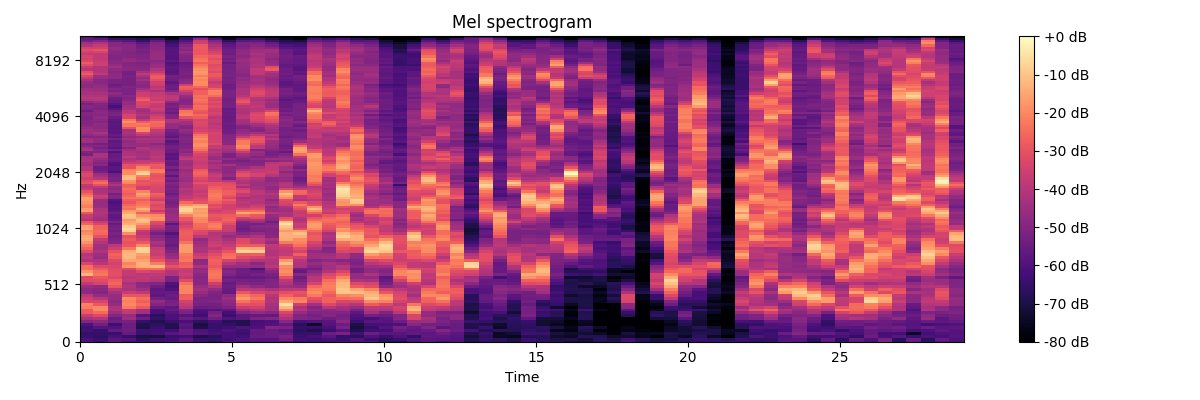 Mel spectrogram
Hz
8192
4096
2048
1024
512
0
0 5 10 15 20 25
Time
+0 dB
-10 dB
-20 dB
-30 dB
-40 dB
-50 dB
-60 dB
-70 dB
-80 dB